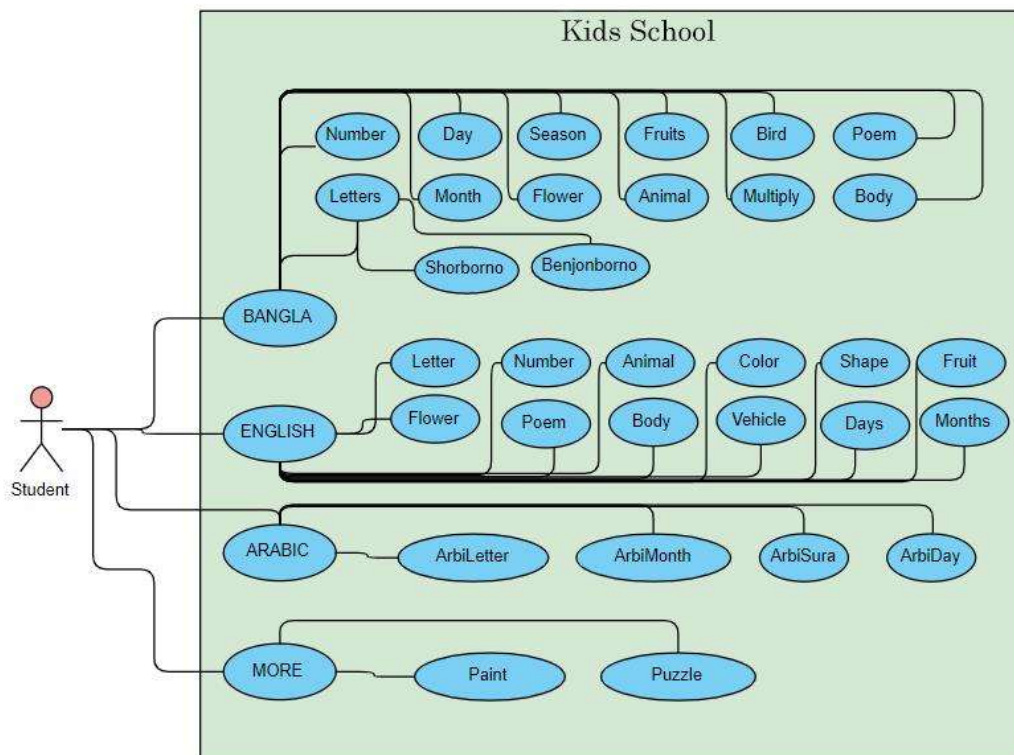 Kids School
Number Day Season Fruits Bird Poem
Letters Month Flower Animal Multiply Body
Shorborno Benjonborno
BANGLA
Letter Number Animal Color Shape Fruit
Flower Poem Body Vehicle Days Months
ENGLISH
Student
ARABIC ArbiLetter ArbiMonth ArbiSura ArbiDay
MORE Paint Puzzle